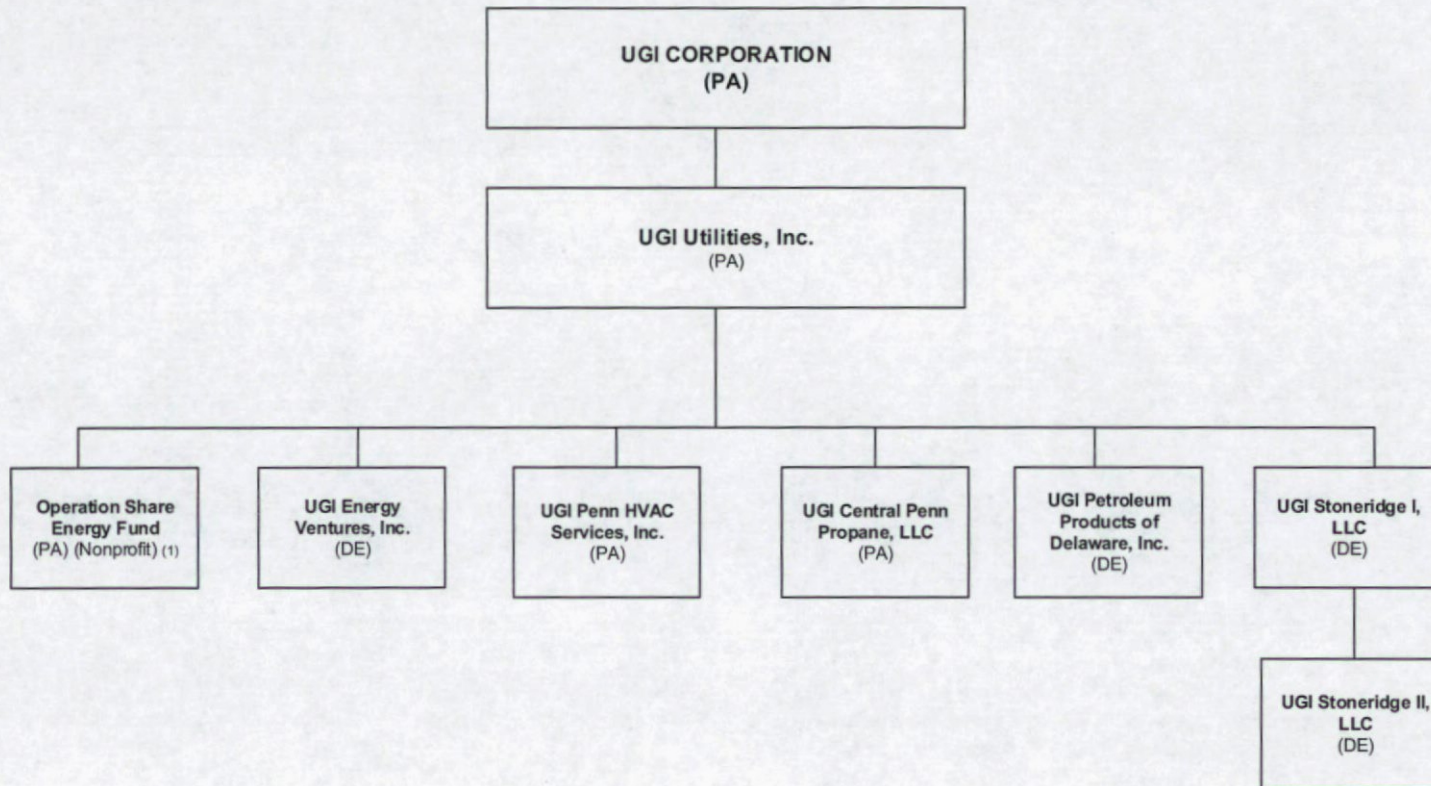 UGI CORPORATION
(PA)
UGI Utilities, Inc.
(PA)
Operation Share
Energy Fund
(PA) (Nonprofit) (1)
UGI Energy
Ventures, Inc.
(DE)
UGI Penn HVAC
Services, Inc.
(PA)
UGI Central Penn
Propane, LLC
(PA)
UGI Petroleum
Products of
Delaware, Inc.
(DE)
UGI Stoneridge I,
LLC
(DE)
UGI Stoneridge II,
LLC
(DE)